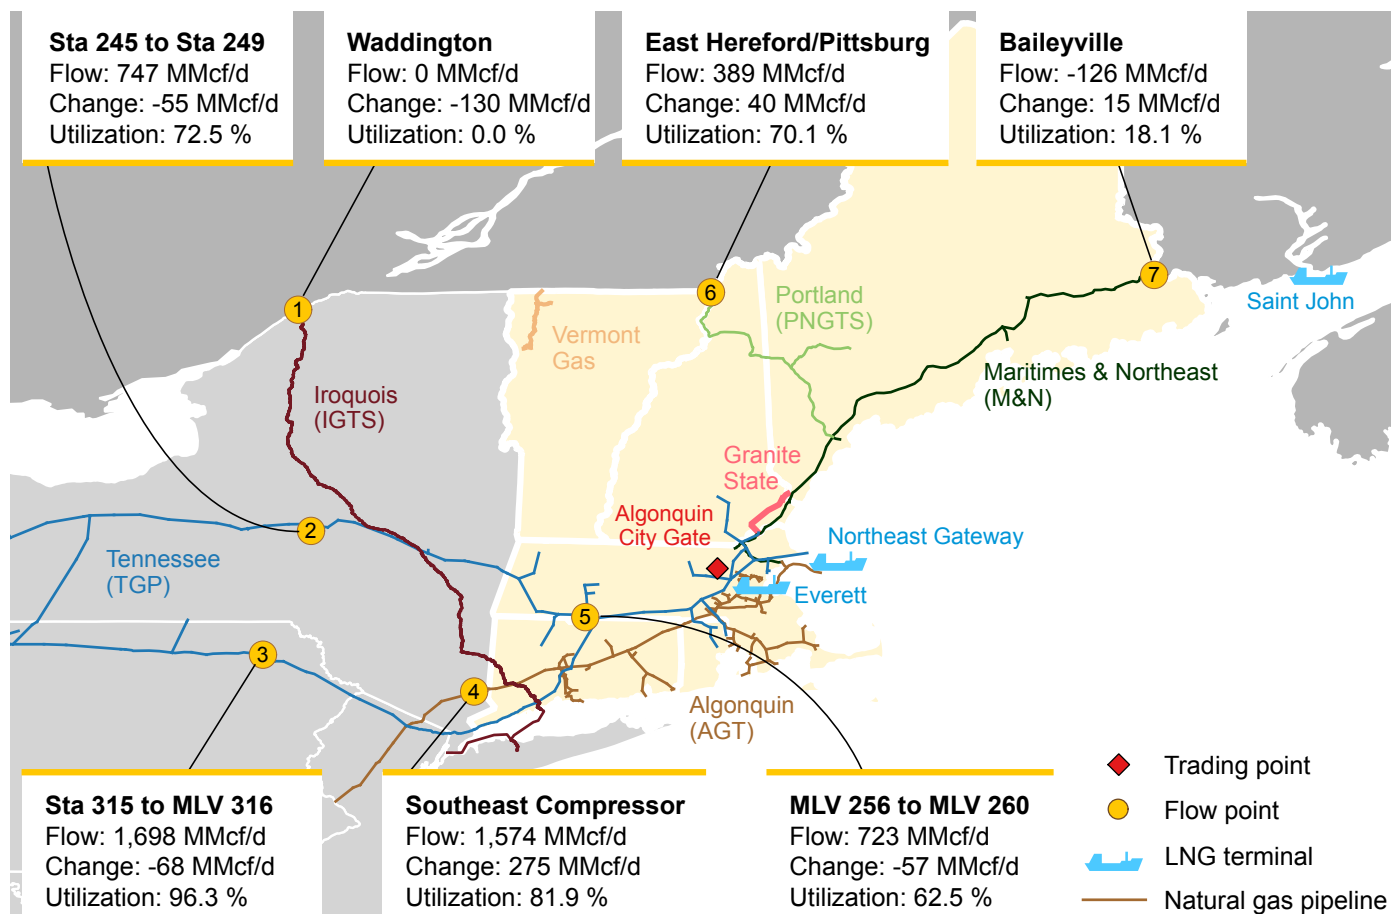 Sta 245 to Sta 249
Flow: 747 MMcf/d
Change: -55 MMcf/d
Utilization: 72.5 %
Waddington
Flow: 0 MMcf/d
Change: -130 MMcf/d
Utilization: 0.0 %
East Hereford/Pittsburg
Flow: 389 MMcf/d
Change: 40 MMcf/d
Utilization: 70.1 %
Baileyville
Flow: -126 MMcf/d
Change: 15 MMcf/d
Utilization: 18.1 %
1
6
7
Saint John
Portland
(PNGTS)
Vermont
Gas
Maritimes & Northeast
(M&N)
Iroquois
(IGTS)
Granite
State
Algonquin
City Gate
2
Northeast Gateway
Tennessee
(TGP)
Everett
5
3
4
Algonquin
(AGT)
Sta 315 to MLV 316
Flow: 1,698 MMcf/d
Change: -68 MMcf/d
Utilization: 96.3 %
Southeast Compressor
Flow: 1,574 MMcf/d
Change: 275 MMcf/d
Utilization: 81.9 %
MLV 256 to MLV 260
Flow: 723 MMcf/d
Change: -57 MMcf/d
Utilization: 62.5 %
Trading point
Flow point
LNG terminal
Natural gas pipeline